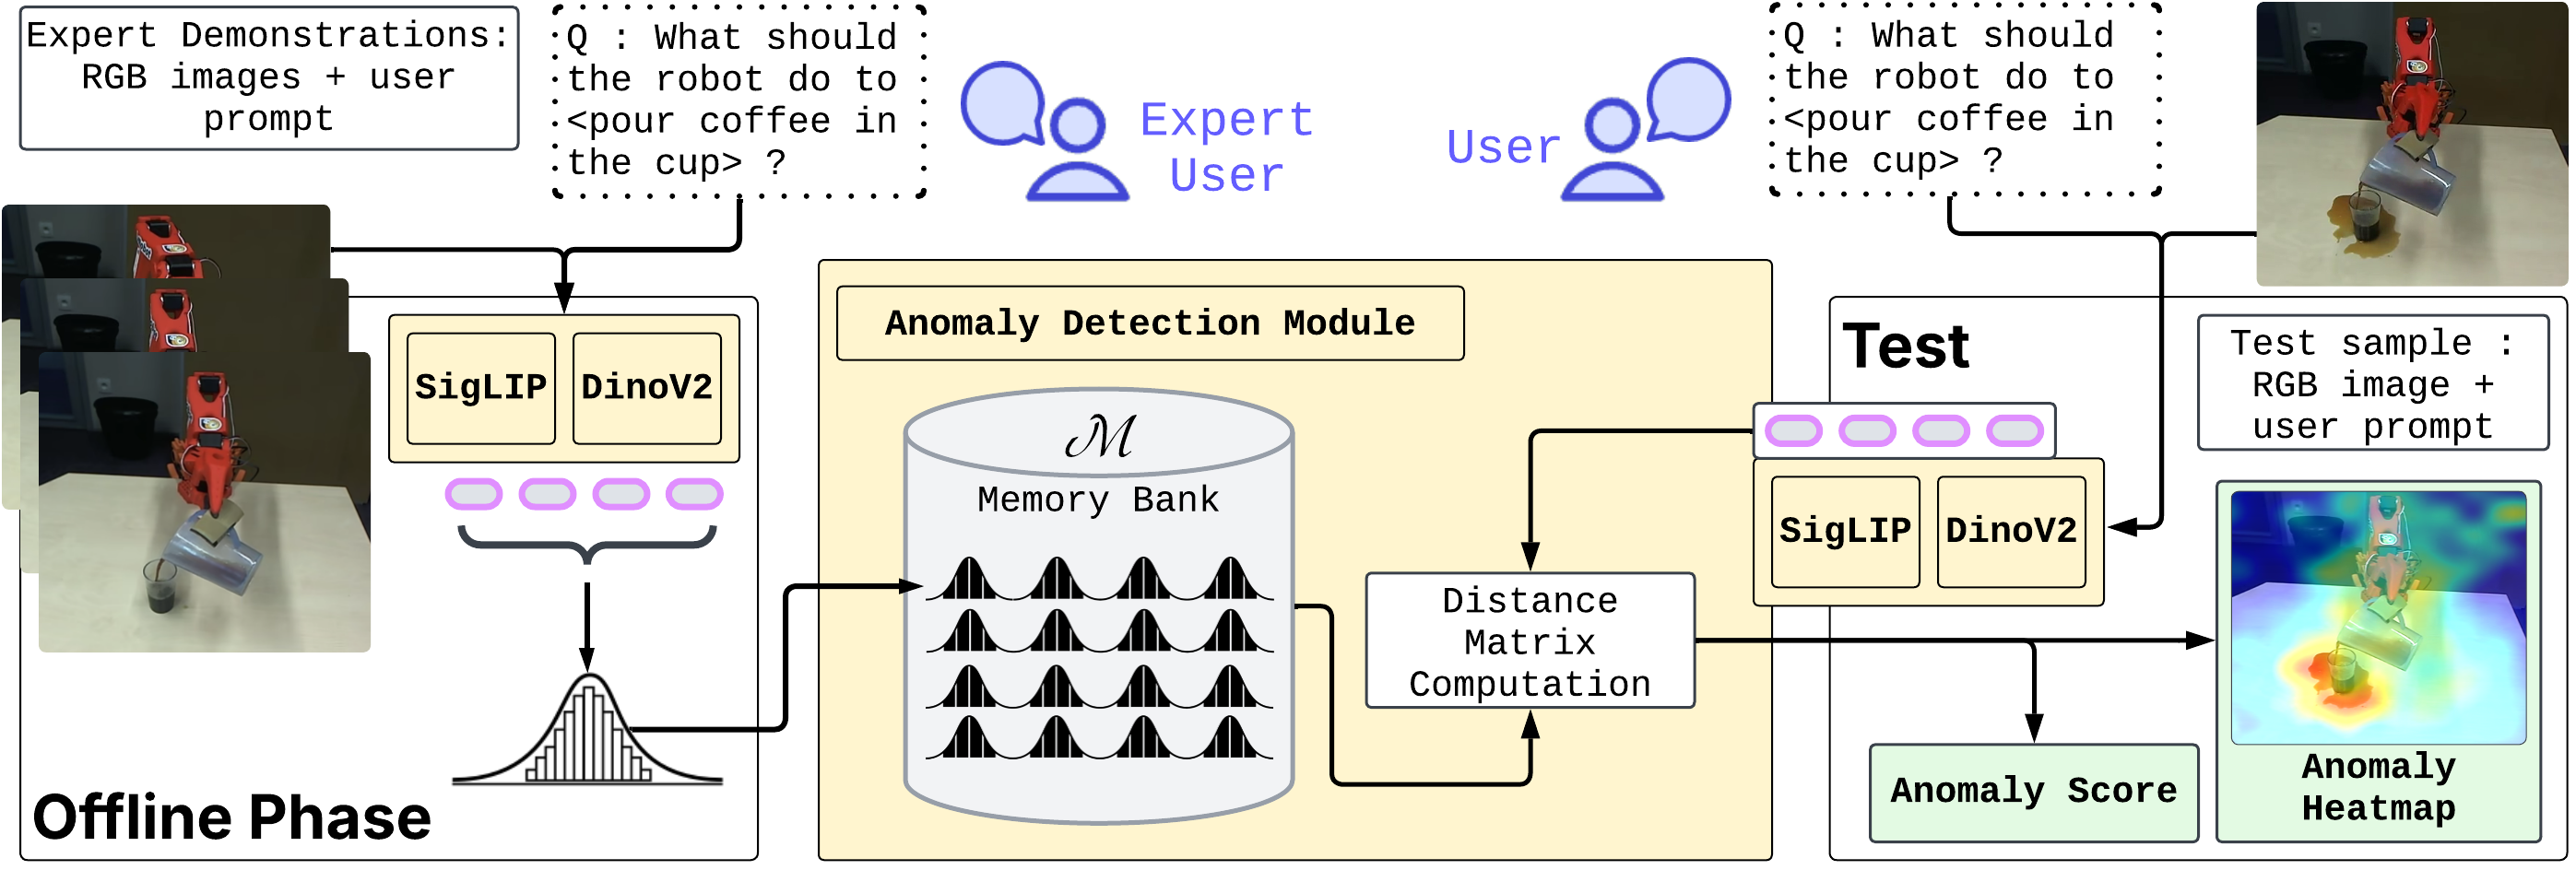 Expert Demonstrations:
RGB images + user
prompt
Q : What should
the robot do to
<pour coffee in
the cup> ?
Expert
User
User
Q : What should
the robot do to
<pour coffee in
the cup> ?
SigLIP
DinoV2
Offline Phase
Anomaly Detection Module
ℳ
Memory Bank
Distance
Matrix
Computation
Test
Test sample :
RGB image +
user prompt
SigLIP
DinoV2
Anomaly Score
Anomaly
Heatmap